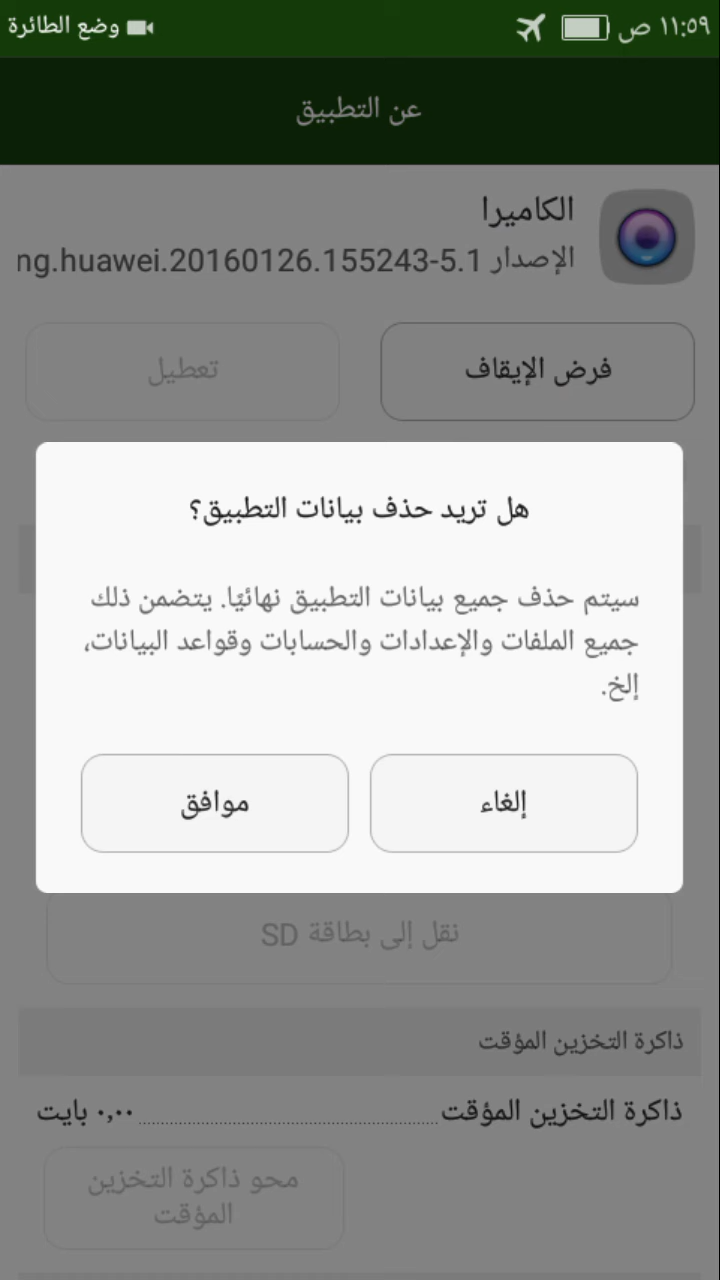 وضع الطائرة ١١:٥٩ ص
عن التطبيق
الكاميرا
الإصدار ng.huawei.20160126.155243-5.1
فرض الإيقاف
تعطيل
هل تريد حذف بيانات التطبيق؟
سيتم حذف جميع بيانات التطبيق نهائيًا. يتضمن ذلك
جميع الملفات والإعدادات والحسابات وقواعد البيانات،
إلخ.
إلغاء
موافق
نقل إلى بطاقة SD
ذاكرة التخزين المؤقت
ذاكرة التخزين المؤقت ٠,٠٠ بايت
محو ذاكرة التخزين
المؤقت